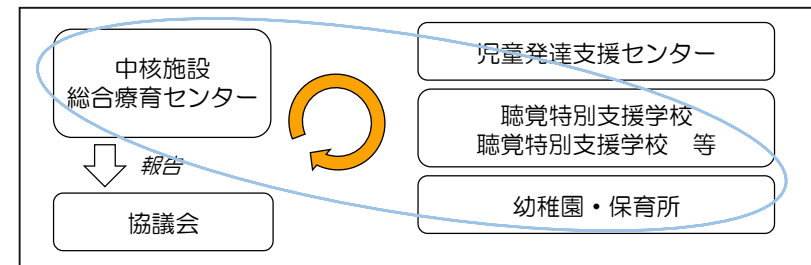 中核施設
総合療育センター
報告
協議会
児童発達支援センター
聴覚特別支援学校
聴覚特別支援学校　等
幼稚園・保育所